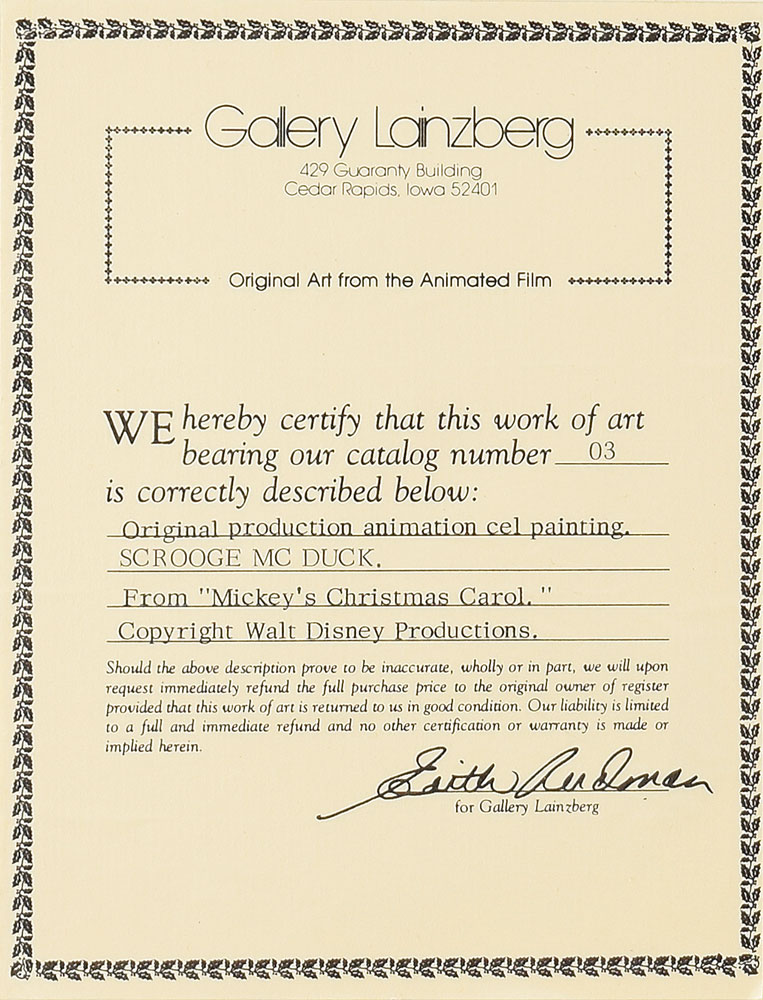 Gallery Lainzberg
429 Guaranty Building
Cedar Rapids, Iowa 52401
Original Art from the Animated Film
WE hereby certify that this work of art
bearing our catalog number 03
is correctly described below:
Original production animation cel painting.
SCROOGE MC DUCK.
From "Mickey's Christmas Carol."
Copyright Walt Disney Productions.
Should the above description prove to be inaccurate, wholly or in part, we will upon
request immediately refund the full purchase price to the original owner of register
provided that this work of art is returned to us in good condition. Our liability is limited
to a full and immediate refund and no other certification or warranty is made or
implied herein.
Edith Rudman
for Gallery Lainzberg